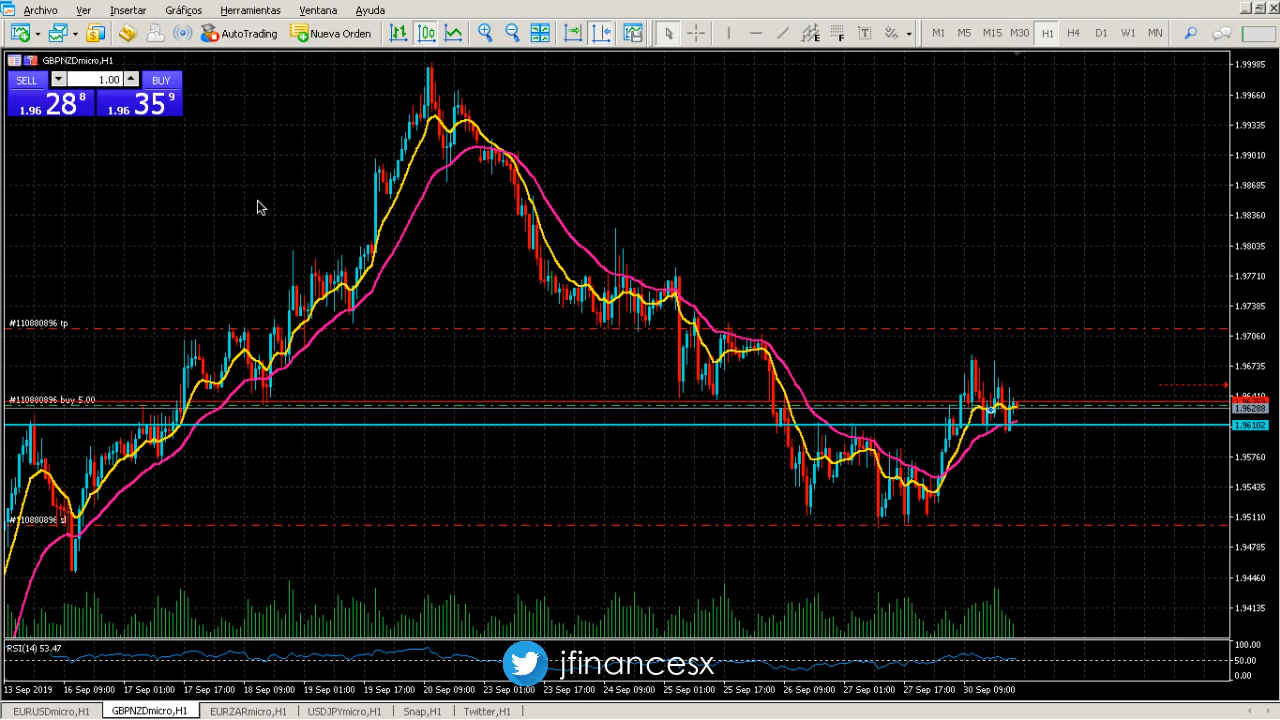 Archivo Ver Insertar Gráficos Herramientas Ventana Ayuda
AutoTrading Nueva Orden M1 M5 M15 M30 H1 H4 D1 W1 MN
GBPNZDmicro,H1
SELL 1.00 BUY
1.96 28 8 1.96 35 9
1.99985
1.99660
1.99335
1.99010
1.98685
1.98360
1.98035
1.97710
1.97385
#110880896 tp
1.97060
1.96735
#110880896 buy 5.00
1.96288
1.96102
1.95760
1.95435
#110880896 sl
1.95110
1.94785
1.94460
1.94135
RSI(14) 53.47
100.00
50.00
0.00
jfinancesx
13 Sep 2019 16 Sep 09:00 17 Sep 01:00 17 Sep 17:00 18 Sep 09:00 19 Sep 01:00 19 Sep 17:00 20 Sep 09:00 23 Sep 01:00 23 Sep 17:00 24 Sep 09:00 25 Sep 01:00 25 Sep 17:00 26 Sep 09:00 27 Sep 01:00 27 Sep 17:00 30 Sep 09:00
EURUSDmicro,H1 GBPNZDmicro,H1 EURZARmicro,H1 USDJPYmicro,H1 Snap,H1 Twitter,H1